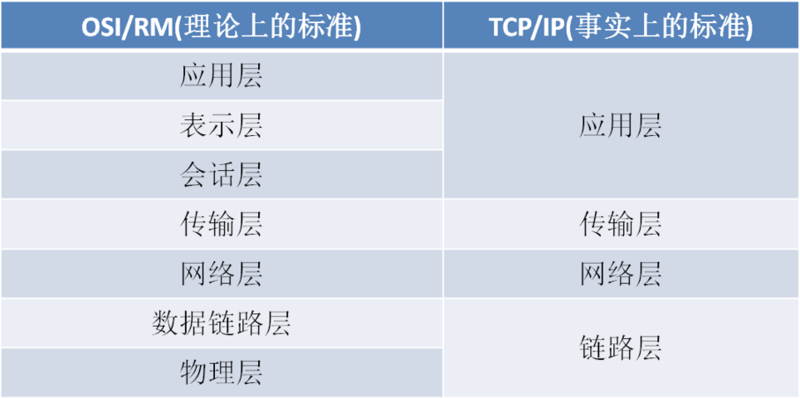 OSI/RM(理论上的标准) TCP/IP(事实上的标准)
应用层
表示层 应用层
会话层
传输层 传输层
网络层 网络层
数据链路层
链路层
物理层